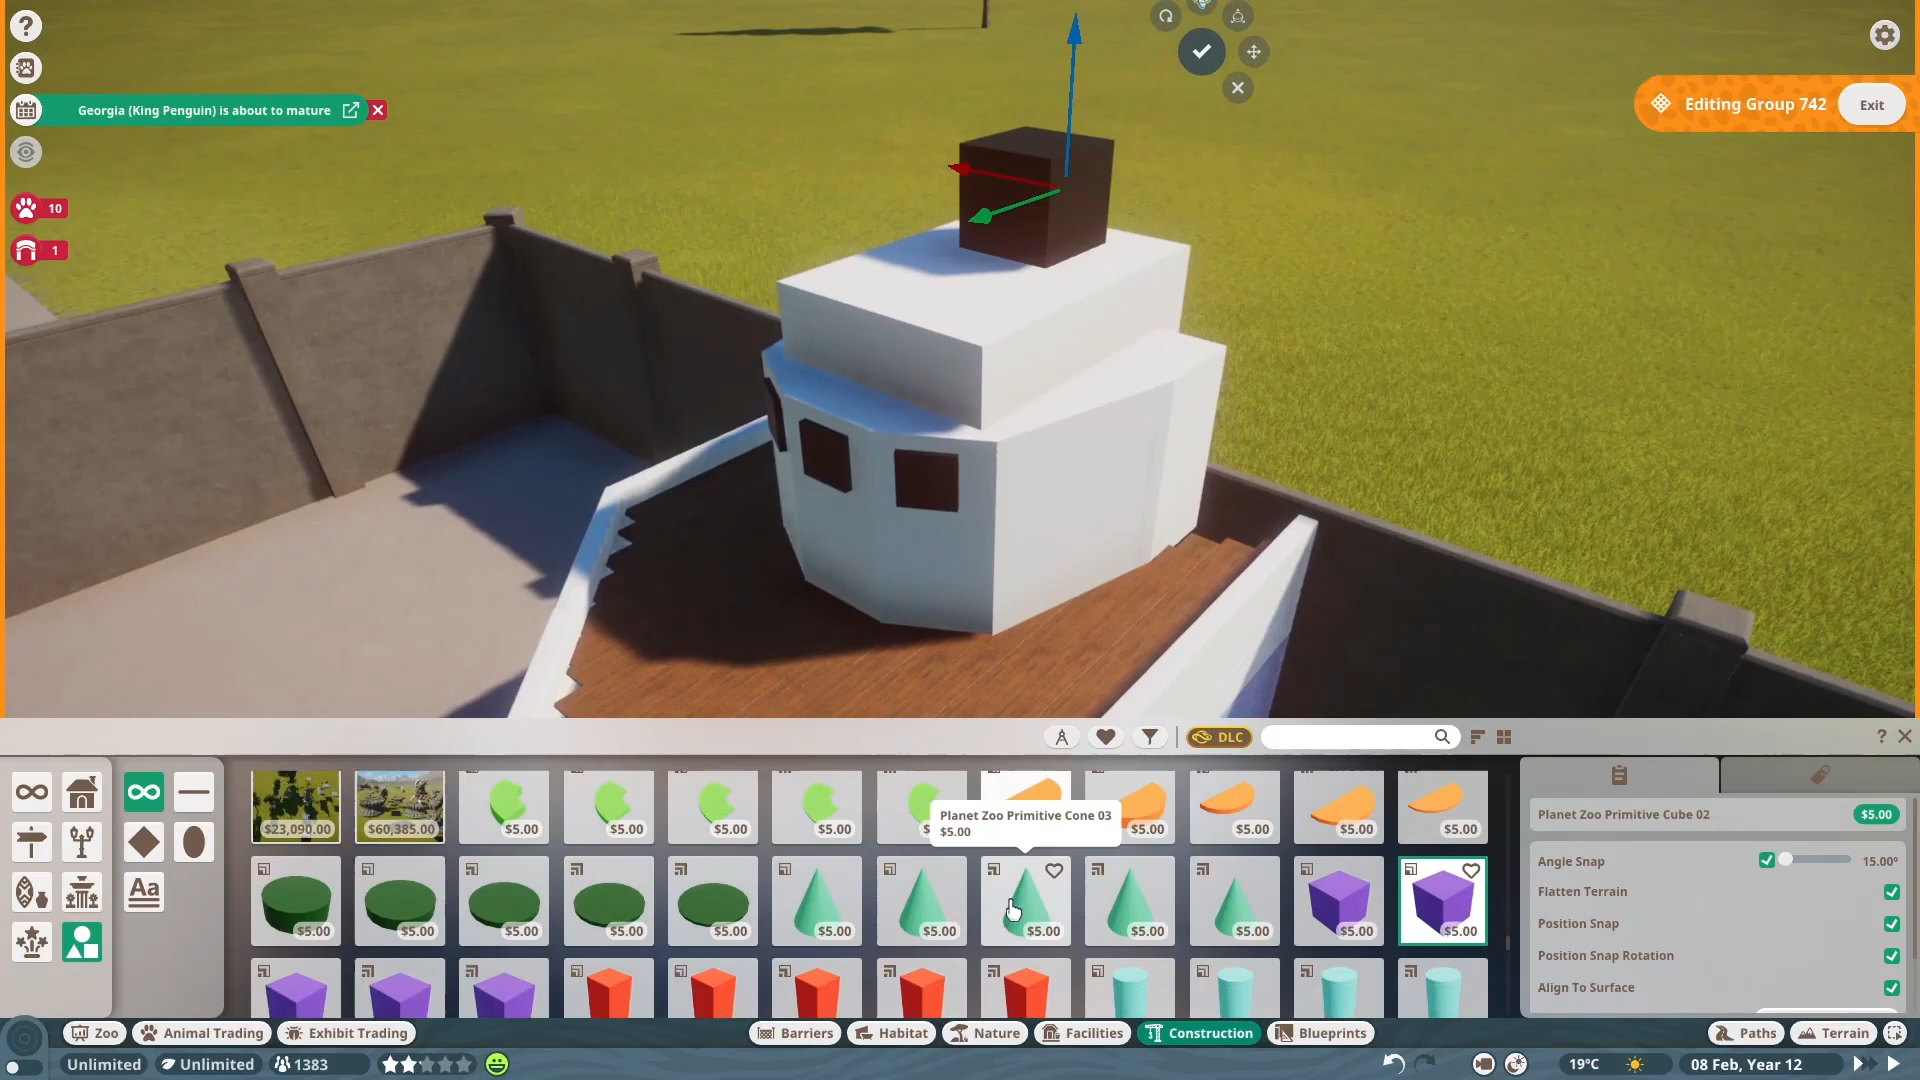 Georgia (King Penguin) is about to mature
Editing Group 742
Exit
10
1
DLC
$23,090.00
$60,385.00
$5.00
$5.00
$5.00
$5.00
$5.00
$5.00
$5.00
$5.00
Planet Zoo Primitive Cone 03
$5.00
$5.00
$5.00
$5.00
$5.00
$5.00
$5.00
$5.00
$5.00
$5.00
$5.00
$5.00
$5.00
Aa
Planet Zoo Primitive Cube 02
$5.00
Angle Snap
15.00°
Flatten Terrain
Position Snap
Position Snap Rotation
Align To Surface
Zoo
Animal Trading
Exhibit Trading
Barriers
Habitat
Nature
Facilities
Construction
Blueprints
Paths
Terrain
Unlimited
Unlimited
1383
19°C
08 Feb, Year 12